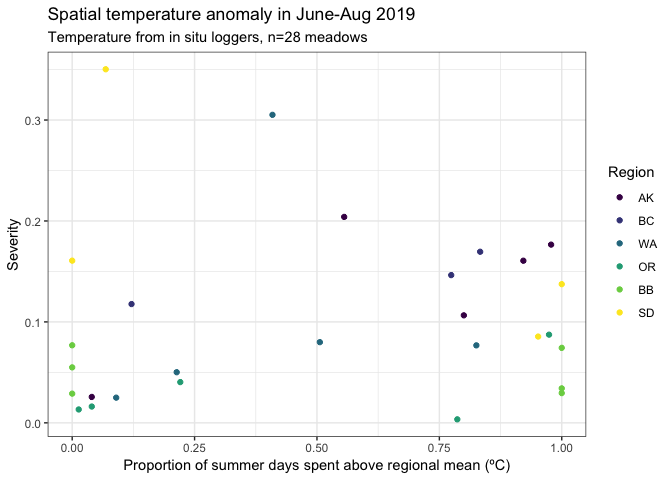 Spatial temperature anomaly in June-Aug 2019
Temperature from in situ loggers, n=28 meadows
Severity
0.3
0.2
0.1
0.0
0.00 0.25 0.50 0.75 1.00
Proportion of summer days spent above regional mean (ºC)
Region
AK
BC
WA
OR
BB
SD